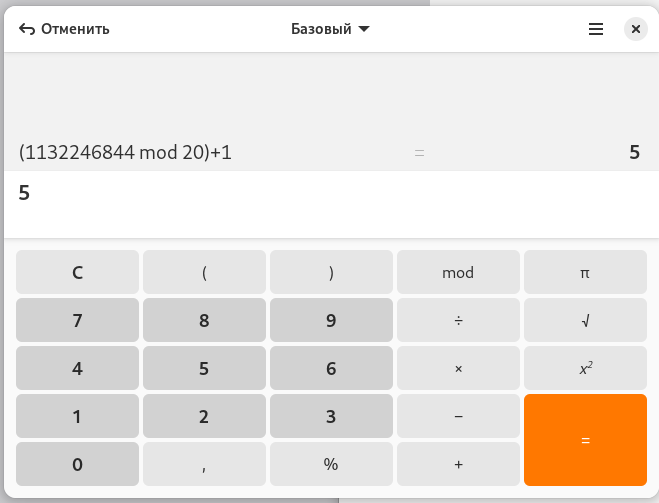 Отменить Базовый
(1132246844 mod 20)+1 = 5
5
C ( ) mod π
7 8 9 ÷ √
4 5 6 × x²
1 2 3 − =
0 , % +